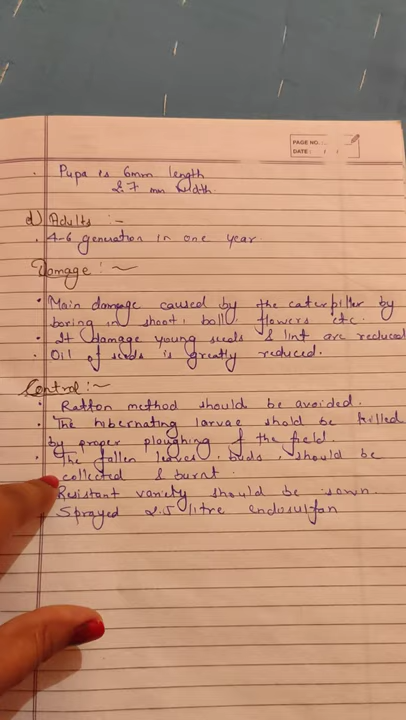 PAGE NO.:
DATE: / /
. Pupa is 6mm length
2.7 mm width.
d) Adults :-
. 4-6 generation in one year
Damage :~
• Main damage caused by the caterpiller by
boring in shoot, boll, flowers etc.
• It damage young seeds & lint are reduced
. Oil of seeds is greatly reduced.
Control :~
• Ratton method should be avoided.
• The hibernating larvae shold be killed
by proper ploughing of the field.
• The fallen leaves, buds, should be
collected & burnt.
Resistant variety should be sown.
Sprayed 2.5 litre endosulfan